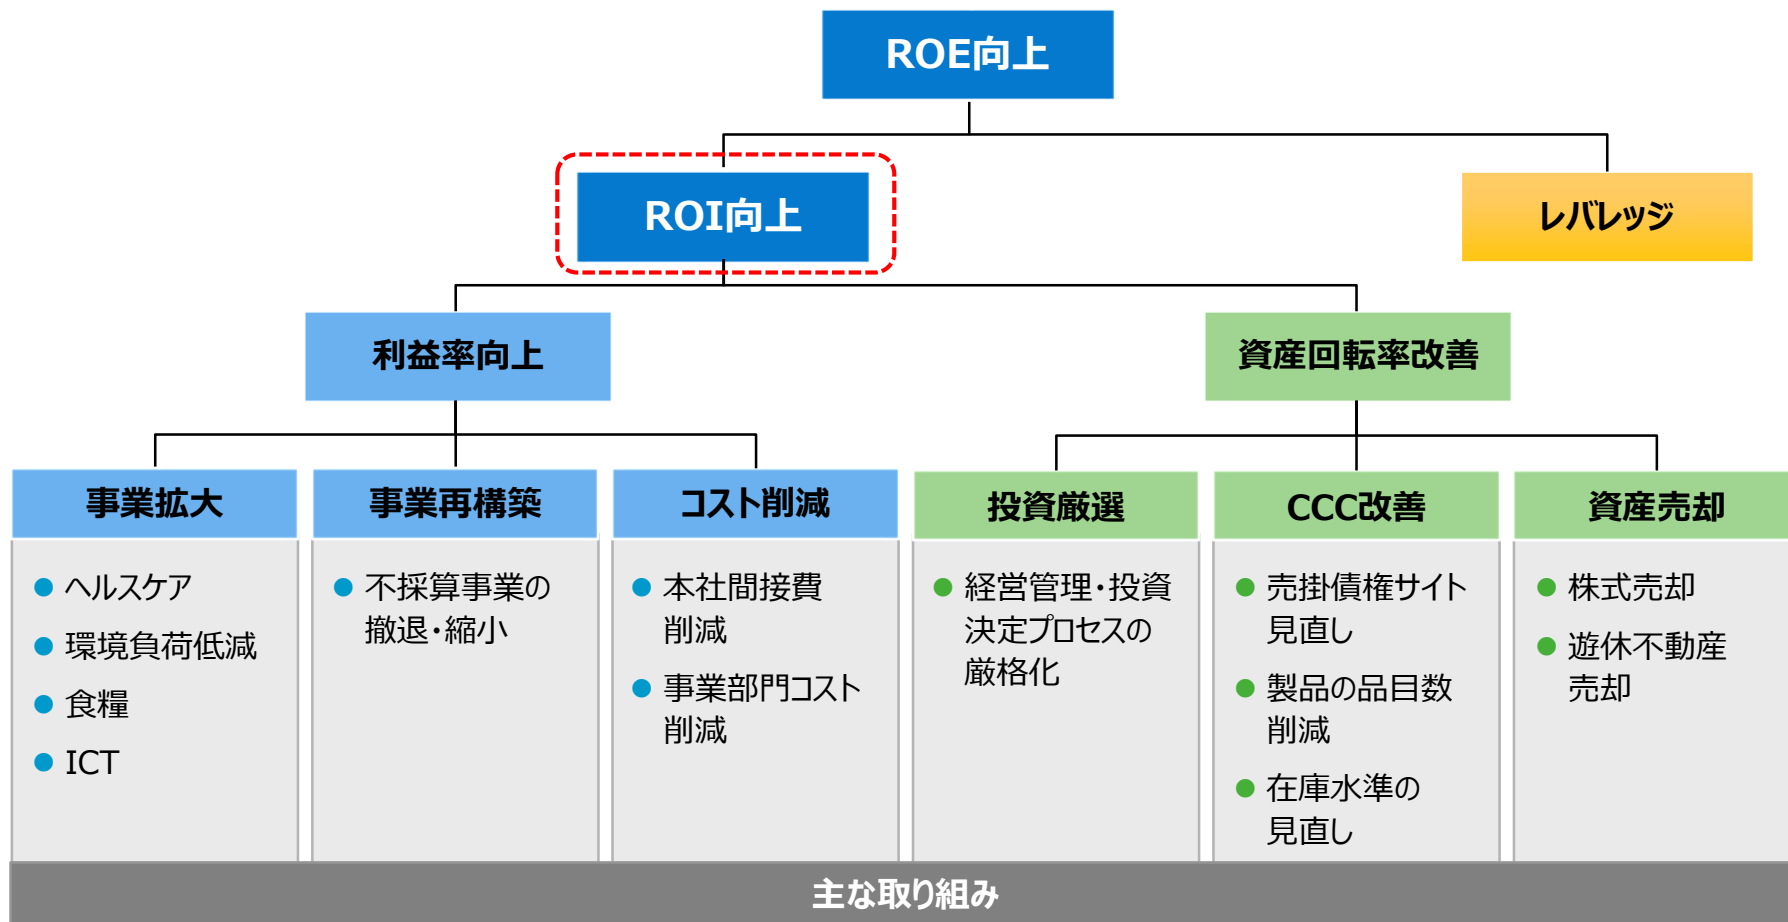 ROE向上
ROI向上
レバレッジ
利益率向上
資産回転率改善
事業拡大
事業再構築
コスト削減
投資厳選
CCC改善
資産売却
ヘルスケア
環境負荷低減
食糧
ICT
不採算事業の
撤退・縮小
本社間接費
削減
事業部門コスト
削減
経営管理・投資
決定プロセスの
厳格化
売掛債権サイト
見直し
製品の品目数
削減
在庫水準の
見直し
株式売却
遊休不動産
売却
主な取り組み